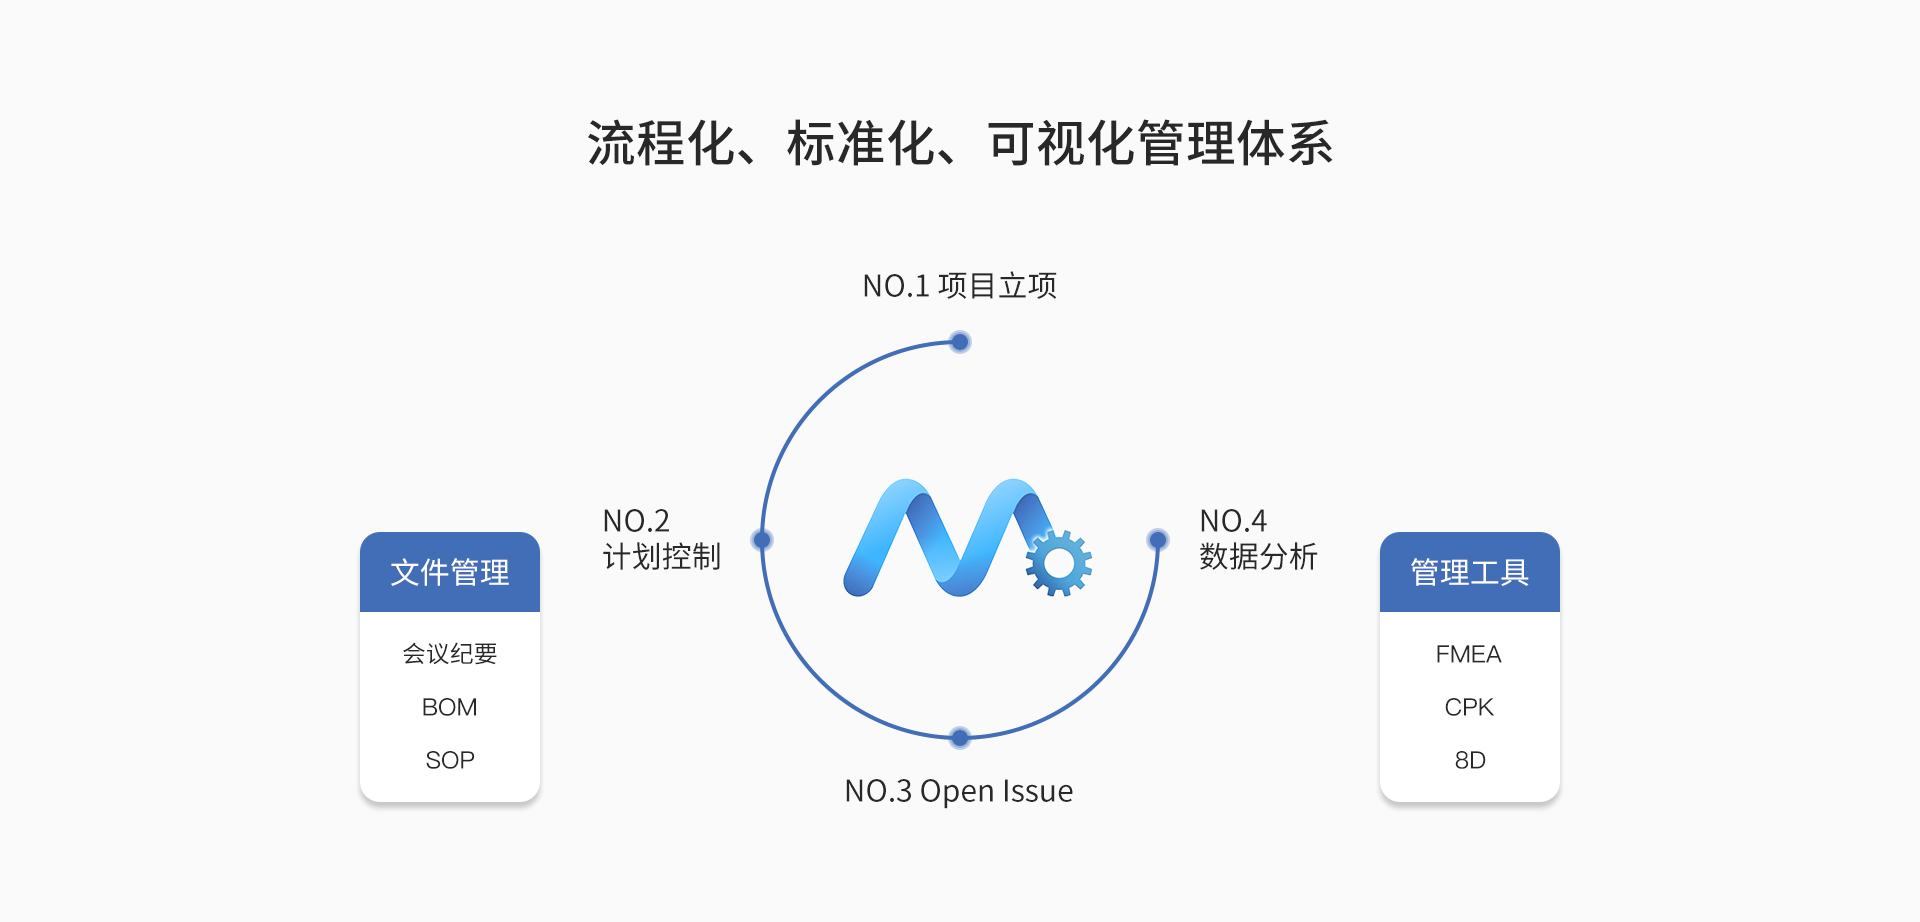 流程化、标准化、可视化管理体系
NO.1 项目立项
NO.2
计划控制
NO.4
数据分析
文件管理
会议纪要
BOM
SOP
管理工具
FMEA
CPK
8D
NO.3 Open Issue